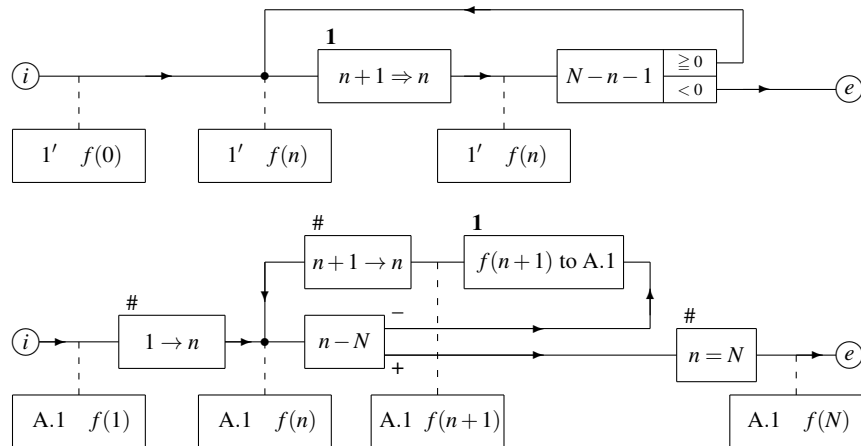 1
i n + 1 ⇒ n N − n − 1 ≧ 0 < 0 e
1′ f(0) 1′ f(n) 1′ f(n)
# 1
n + 1 → n f(n+1) to A.1
# − #
i 1 → n n − N n = N e
+
A.1 f(1) A.1 f(n) A.1 f(n+1) A.1 f(N)